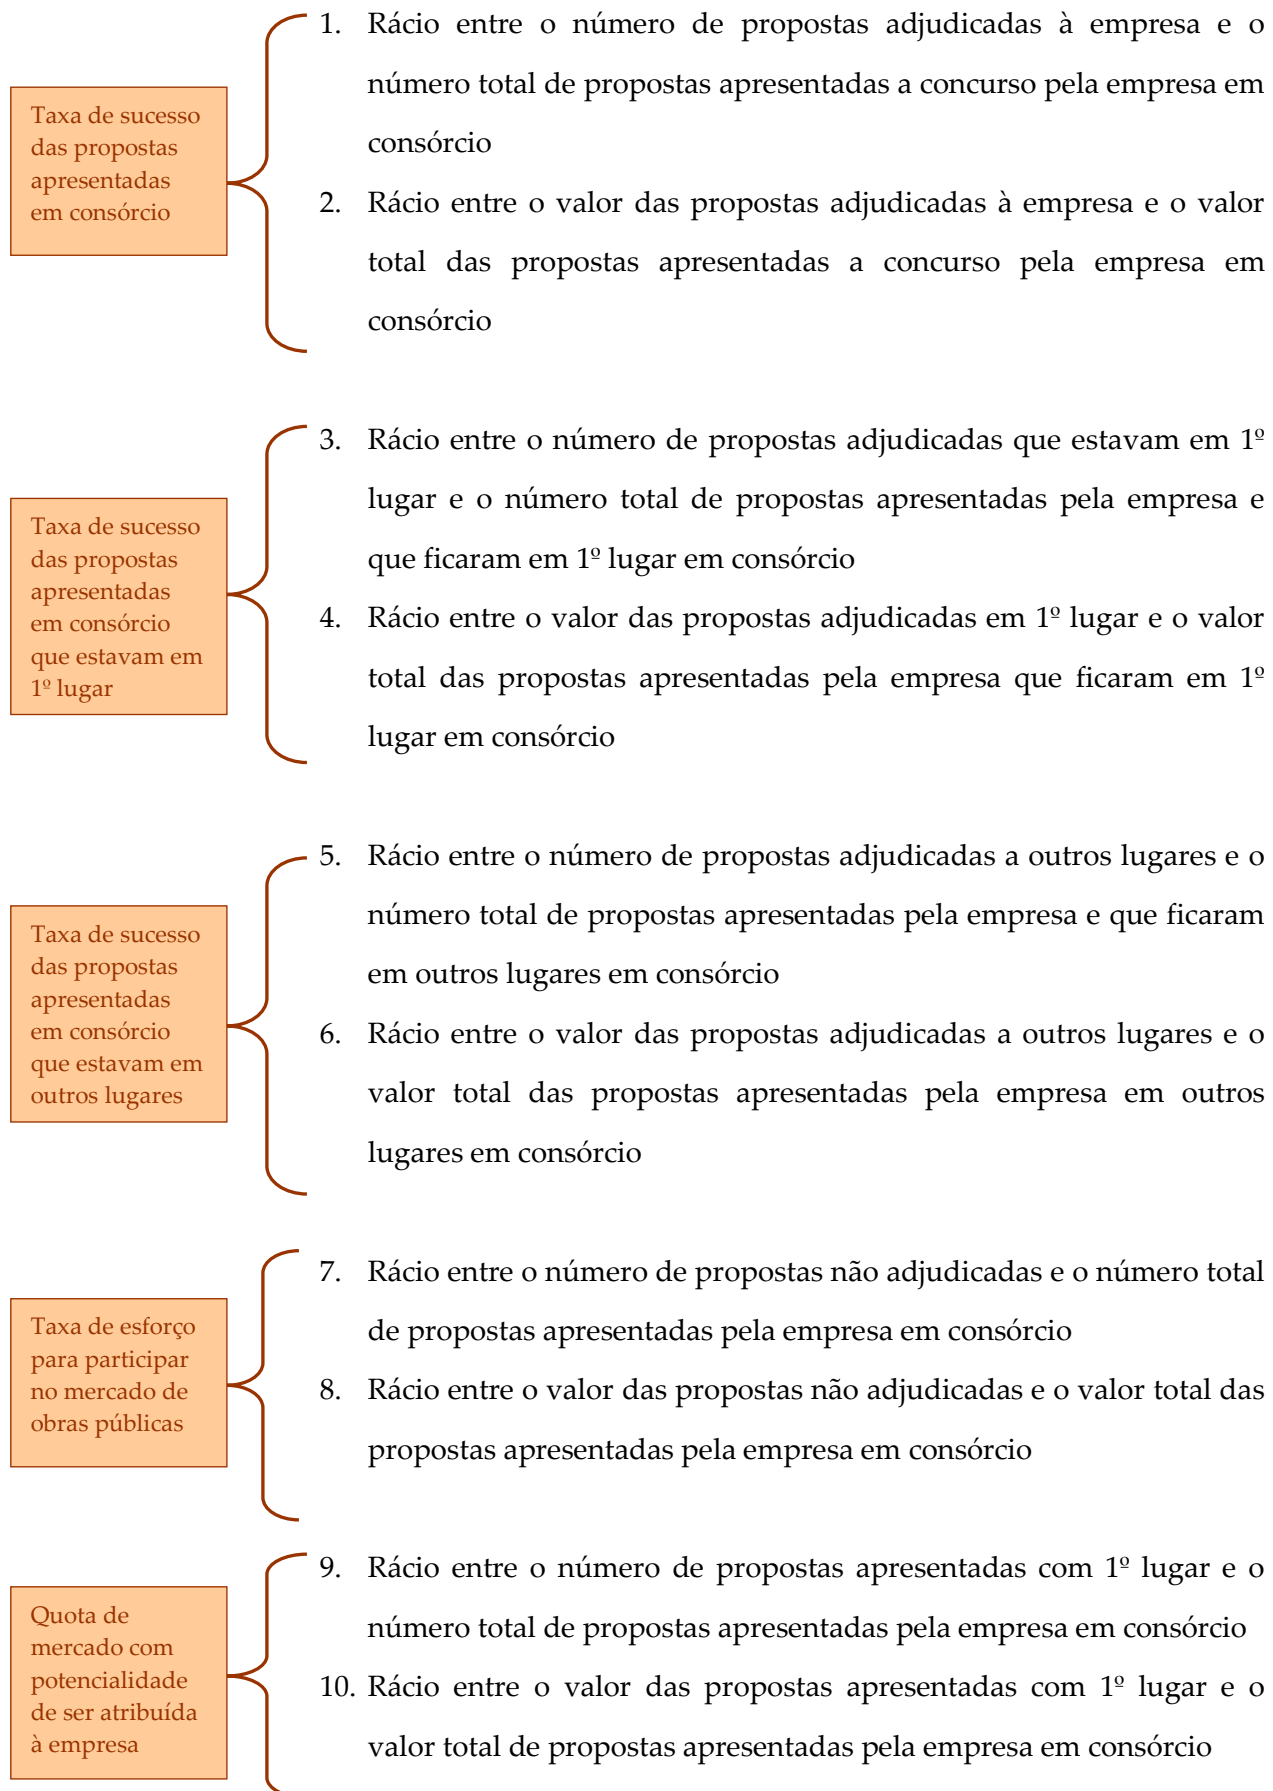 Taxa de sucesso
das propostas
apresentadas
em consórcio
1. Rácio entre o número de propostas adjudicadas à empresa e o
número total de propostas apresentadas a concurso pela empresa em
consórcio
2. Rácio entre o valor das propostas adjudicadas à empresa e o valor
total das propostas apresentadas a concurso pela empresa em
consórcio
Taxa de sucesso
das propostas
apresentadas
em consórcio
que estavam em
1º lugar
3. Rácio entre o número de propostas adjudicadas que estavam em 1º
lugar e o número total de propostas apresentadas pela empresa e
que ficaram em 1º lugar em consórcio
4. Rácio entre o valor das propostas adjudicadas em 1º lugar e o valor
total das propostas apresentadas pela empresa que ficaram em 1º
lugar em consórcio
Taxa de sucesso
das propostas
apresentadas
em consórcio
que estavam em
outros lugares
5. Rácio entre o número de propostas adjudicadas a outros lugares e o
número total de propostas apresentadas pela empresa e que ficaram
em outros lugares em consórcio
6. Rácio entre o valor das propostas adjudicadas a outros lugares e o
valor total das propostas apresentadas pela empresa em outros
lugares em consórcio
Taxa de esforço
para participar
no mercado de
obras públicas
7. Rácio entre o número de propostas não adjudicadas e o número total
de propostas apresentadas pela empresa em consórcio
8. Rácio entre o valor das propostas não adjudicadas e o valor total das
propostas apresentadas pela empresa em consórcio
Quota de
mercado com
potencialidade
de ser atribuída
à empresa
9. Rácio entre o número de propostas apresentadas com 1º lugar e o
número total de propostas apresentadas pela empresa em consórcio
10. Rácio entre o valor das propostas apresentadas com 1º lugar e o
valor total de propostas apresentadas pela empresa em consórcio